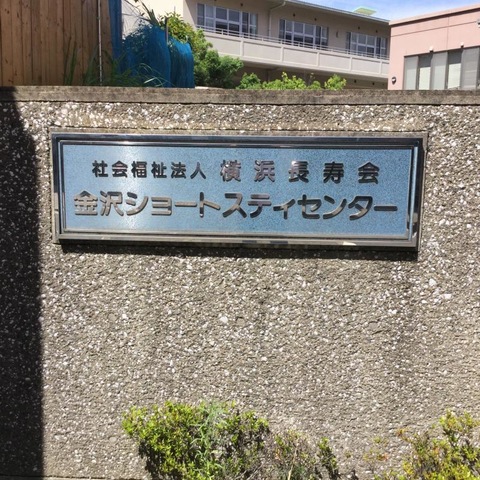 社会福祉法人 横浜長寿会
金沢ショートスティセンター